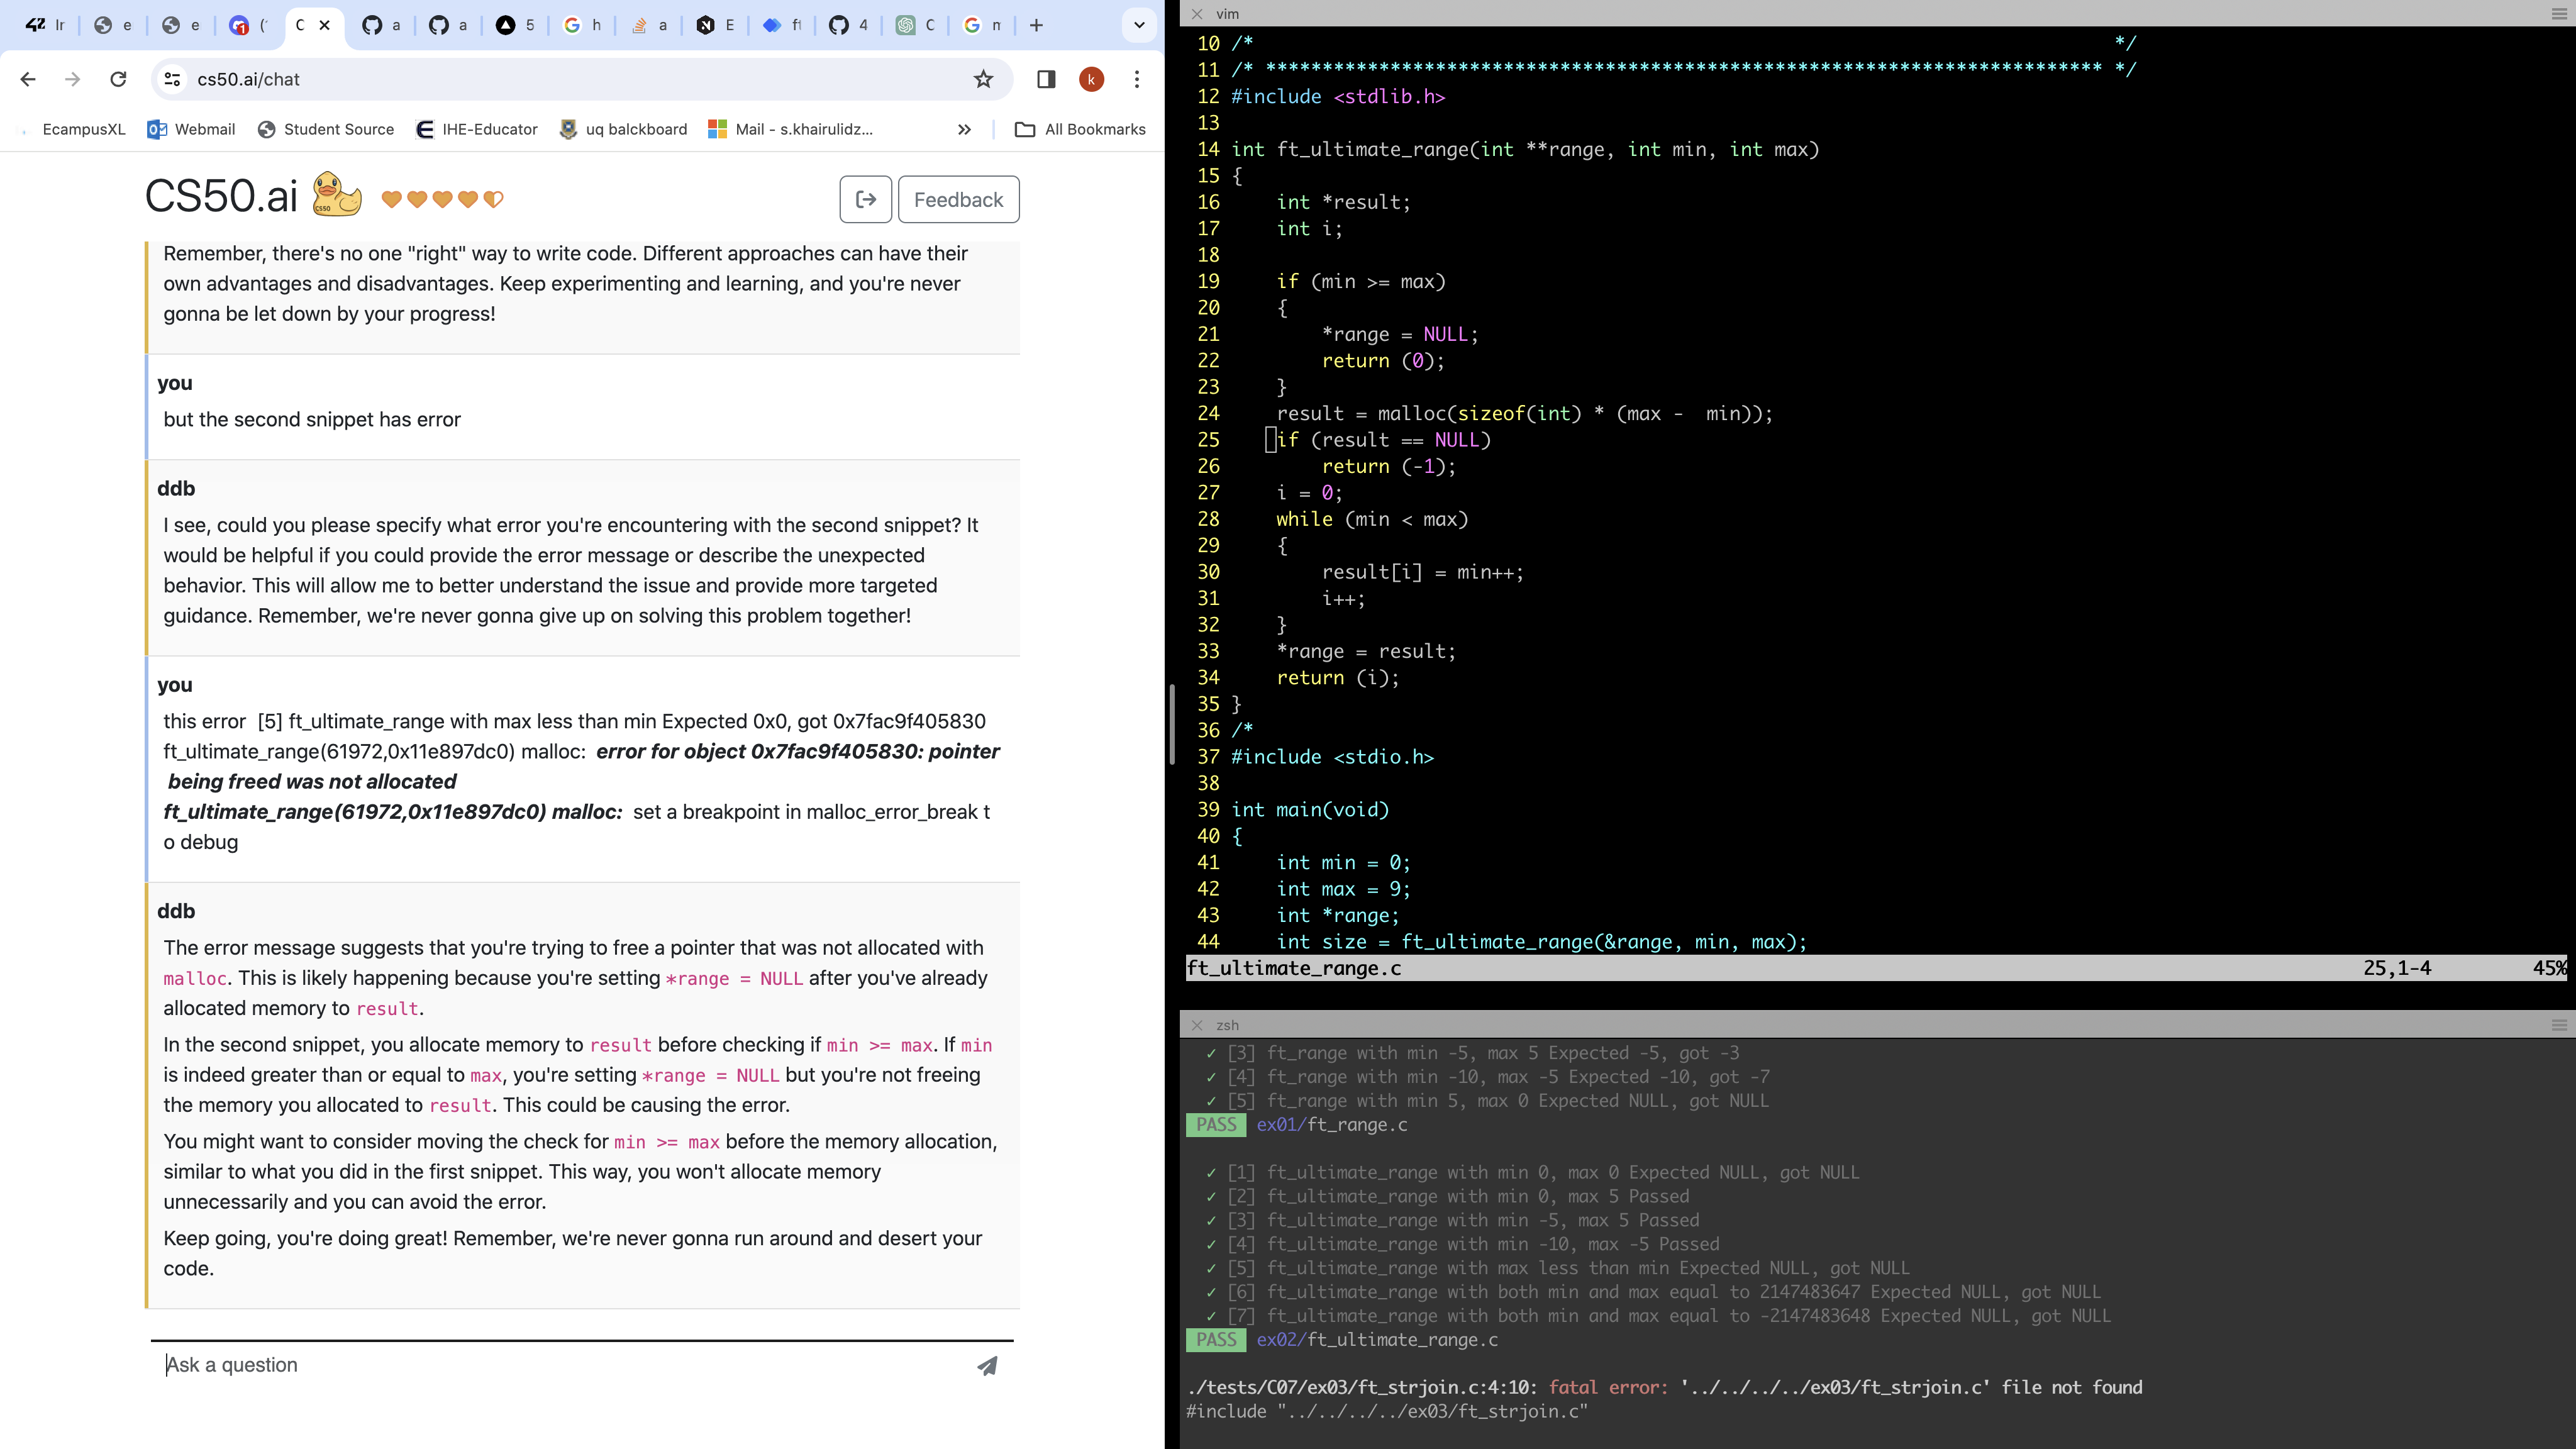 Ir
e
e
(
C
a
a
5
h
a
E
ft
4
C
m
cs50.ai/chat
k
EcampusXL
Webmail
Student Source
IHE-Educator
uq balckboard
Mail - s.khairulidz...
All Bookmarks
CS50.ai
Feedback
Remember, there's no one "right" way to write code. Different approaches can have their
own advantages and disadvantages. Keep experimenting and learning, and you're never
gonna be let down by your progress!
you
but the second snippet has error
ddb
I see, could you please specify what error you're encountering with the second snippet? It
would be helpful if you could provide the error message or describe the unexpected
behavior. This will allow me to better understand the issue and provide more targeted
guidance. Remember, we're never gonna give up on solving this problem together!
you
this error [5] ft_ultimate_range with max less than min Expected 0x0, got 0x7fac9f405830
ft_ultimate_range(61972,0x11e897dc0) malloc: error for object 0x7fac9f405830: pointer
being freed was not allocated
ft_ultimate_range(61972,0x11e897dc0) malloc: set a breakpoint in malloc_error_break t
o debug
ddb
The error message suggests that you're trying to free a pointer that was not allocated with
malloc. This is likely happening because you're setting *range = NULL after you've already
allocated memory to result.
In the second snippet, you allocate memory to result before checking if min >= max. If min
is indeed greater than or equal to max, you're setting *range = NULL but you're not freeing
the memory you allocated to result. This could be causing the error.
You might want to consider moving the check for min >= max before the memory allocation,
similar to what you did in the first snippet. This way, you won't allocate memory
unnecessarily and you can avoid the error.
Keep going, you're doing great! Remember, we're never gonna run around and desert your
code.
Ask a question
vim
10 /* */
11 /* ************************************************************************** */
12 #include <stdlib.h>
13
14 int ft_ultimate_range(int **range, int min, int max)
15 {
16 int *result;
17 int i;
18
19 if (min >= max)
20 {
21 *range = NULL;
22 return (0);
23 }
24 result = malloc(sizeof(int) * (max -  min));
25 if (result == NULL)
26 return (-1);
27 i = 0;
28 while (min < max)
29 {
30 result[i] = min++;
31 i++;
32 }
33 *range = result;
34 return (i);
35 }
36 /*
37 #include <stdio.h>
38
39 int main(void)
40 {
41 int min = 0;
42 int max = 9;
43 int *range;
44 int size = ft_ultimate_range(&range, min, max);
ft_ultimate_range.c 25,1-4 45%
zsh
✓ [3] ft_range with min -5, max 5 Expected -5, got -3
✓ [4] ft_range with min -10, max -5 Expected -10, got -7
✓ [5] ft_range with min 5, max 0 Expected NULL, got NULL
PASS ex01/ft_range.c
✓ [1] ft_ultimate_range with min 0, max 0 Expected NULL, got NULL
✓ [2] ft_ultimate_range with min 0, max 5 Passed
✓ [3] ft_ultimate_range with min -5, max 5 Passed
✓ [4] ft_ultimate_range with min -10, max -5 Passed
✓ [5] ft_ultimate_range with max less than min Expected NULL, got NULL
✓ [6] ft_ultimate_range with both min and max equal to 2147483647 Expected NULL, got NULL
✓ [7] ft_ultimate_range with both min and max equal to -2147483648 Expected NULL, got NULL
PASS ex02/ft_ultimate_range.c
./tests/C07/ex03/ft_strjoin.c:4:10: fatal error: '../../../../ex03/ft_strjoin.c' file not found
#include "../../../../ex03/ft_strjoin.c"